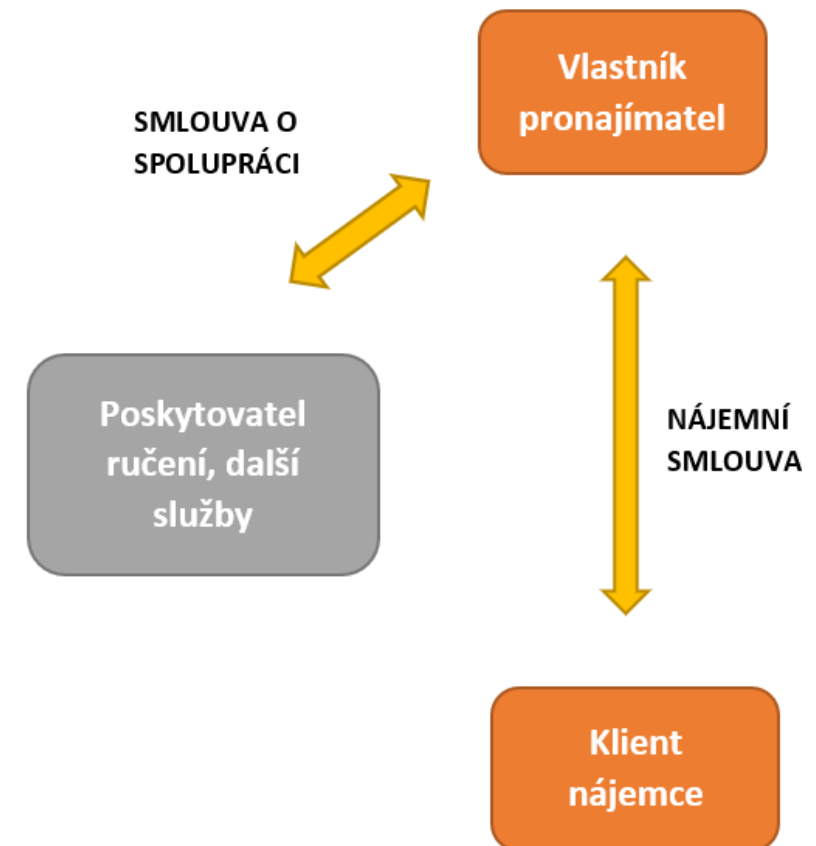 Vlastník
pronajímatel
SMLOUVA O
SPOLUPRÁCI
Poskytovatel
ručení, další
služby
NÁJEMNÍ
SMLOUVA
Klient
nájemce